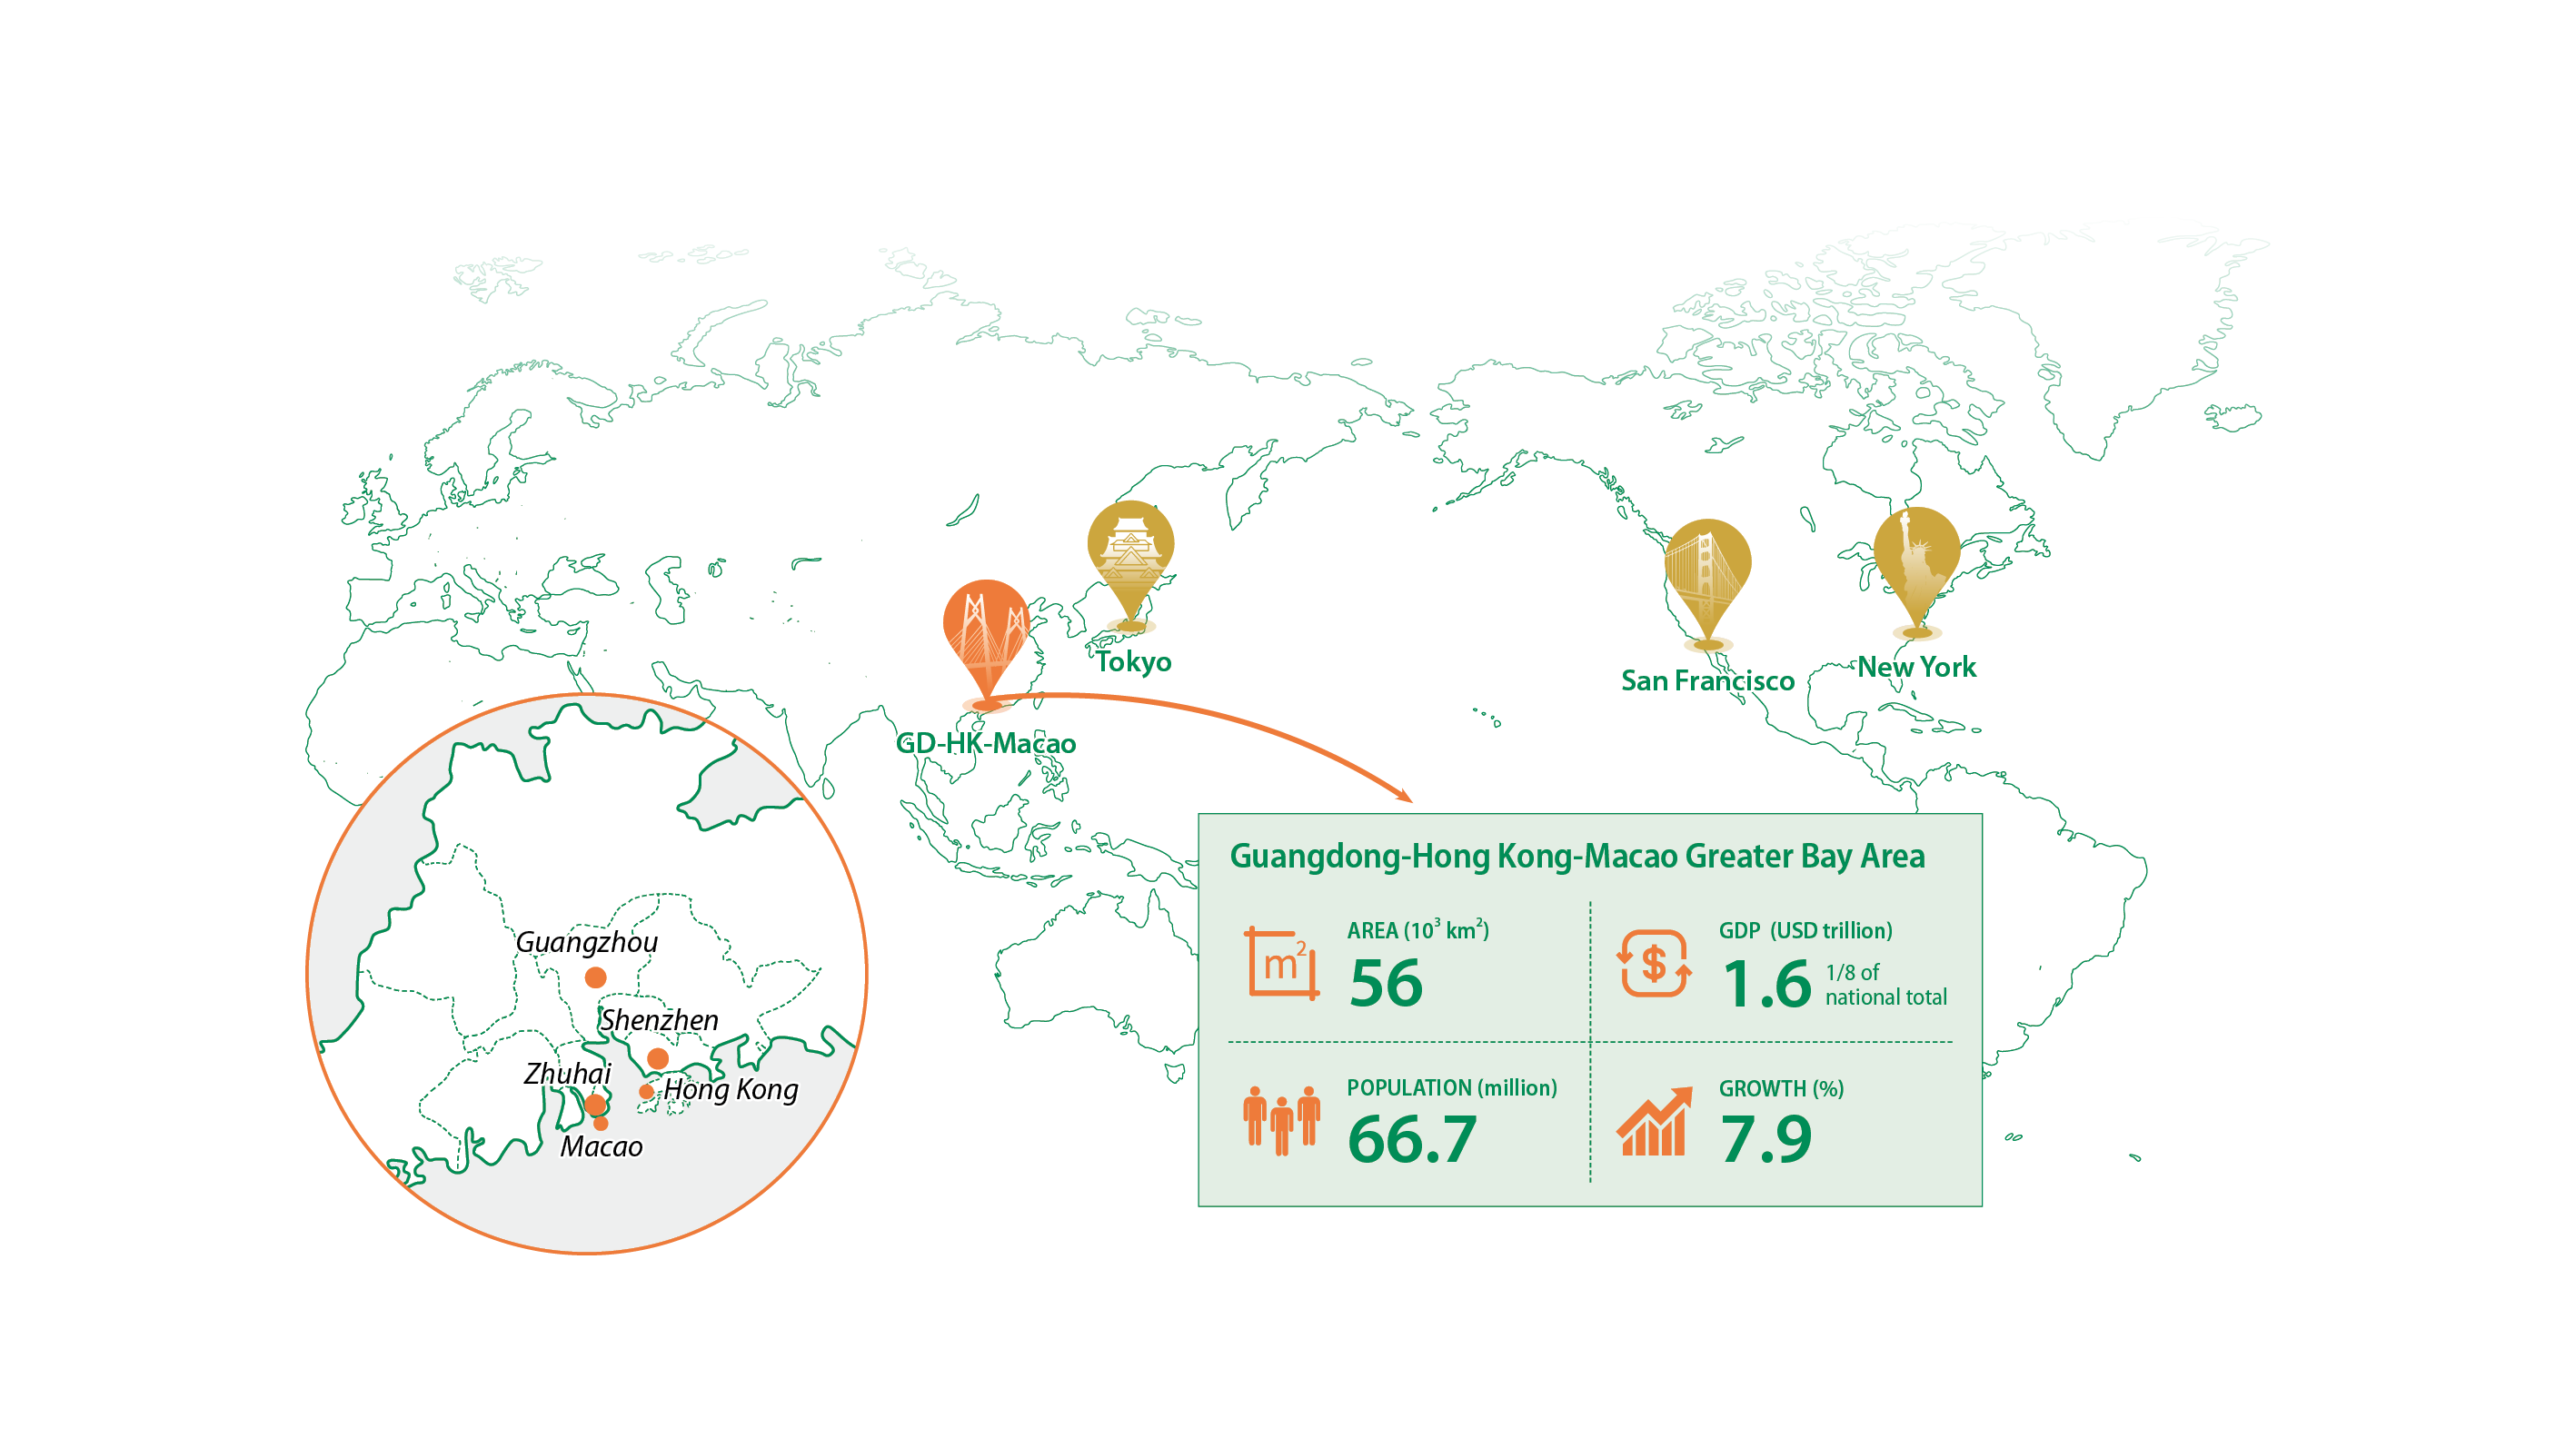 Tokyo
San Francisco
New York
GD-HK-Macao
Guangdong-Hong Kong-Macao Greater Bay Area
AREA (10³ km²)
m²
56
GDP (USD trillion)
$
1.6
1/8 of
national total
POPULATION (million)
66.7
GROWTH (%)
7.9
Guangzhou
Shenzhen
Zhuhai
Hong Kong
Macao